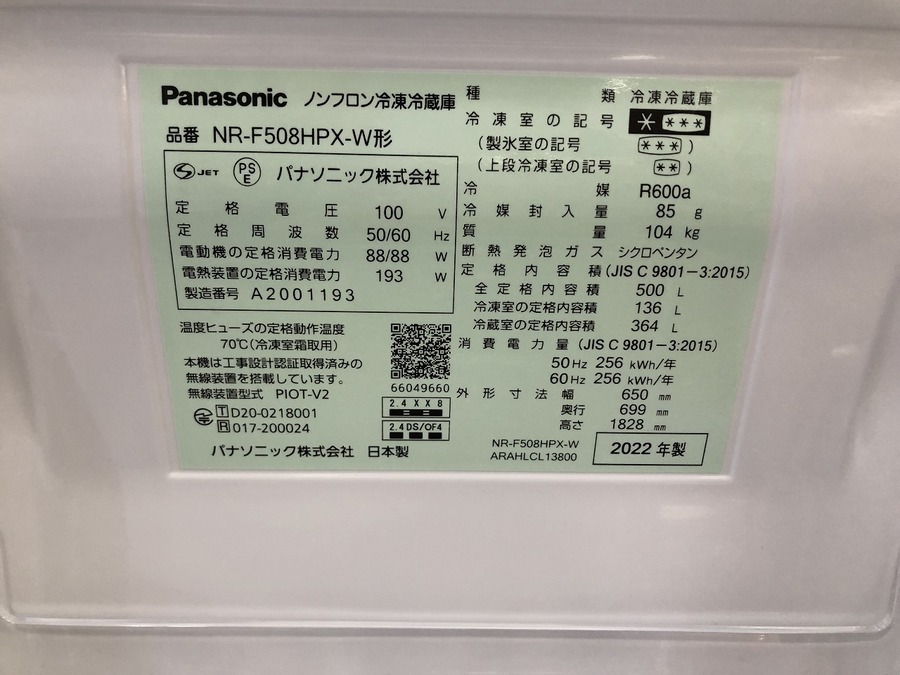 Panasonic ノンフロン冷凍冷蔵庫
品番 NR-F508HPX-W形
S JET PS E パナソニック株式会社
定格電圧 100 V
定格周波数 50/60 Hz
電動機の定格消費電力 88/88 W
電熱装置の定格消費電力 193 W
製造番号 A2001193
温度ヒューズの定格動作温度
70℃(冷凍室霜取用)
本機は工事設計認証取得済みの
無線装置を搭載しています。
無線装置型式 PIOT-V2
T D20-0218001
R 017-200024
パナソニック株式会社 日本製
66049660
2.4XX8
2.4DS/OF4
種類 冷凍冷蔵庫
冷凍室の記号 * ***
(製氷室の記号 *** )
(上段冷凍室の記号 ** )
冷媒 R600a
冷媒封入量 85 g
質量 104 kg
断熱発泡ガス シクロペンタン
定格内容積(JIS C 9801-3:2015)
全定格内容積 500 L
冷凍室の定格内容積 136 L
冷蔵室の定格内容積 364 L
消費電力量(JIS C 9801-3:2015)
50Hz 256 kWh/年
60Hz 256 kWh/年
外形寸法 幅 650 mm
奥行 699 mm
高さ 1828 mm
NR-F508HPX-W
ARAHLCL13800
2022年製